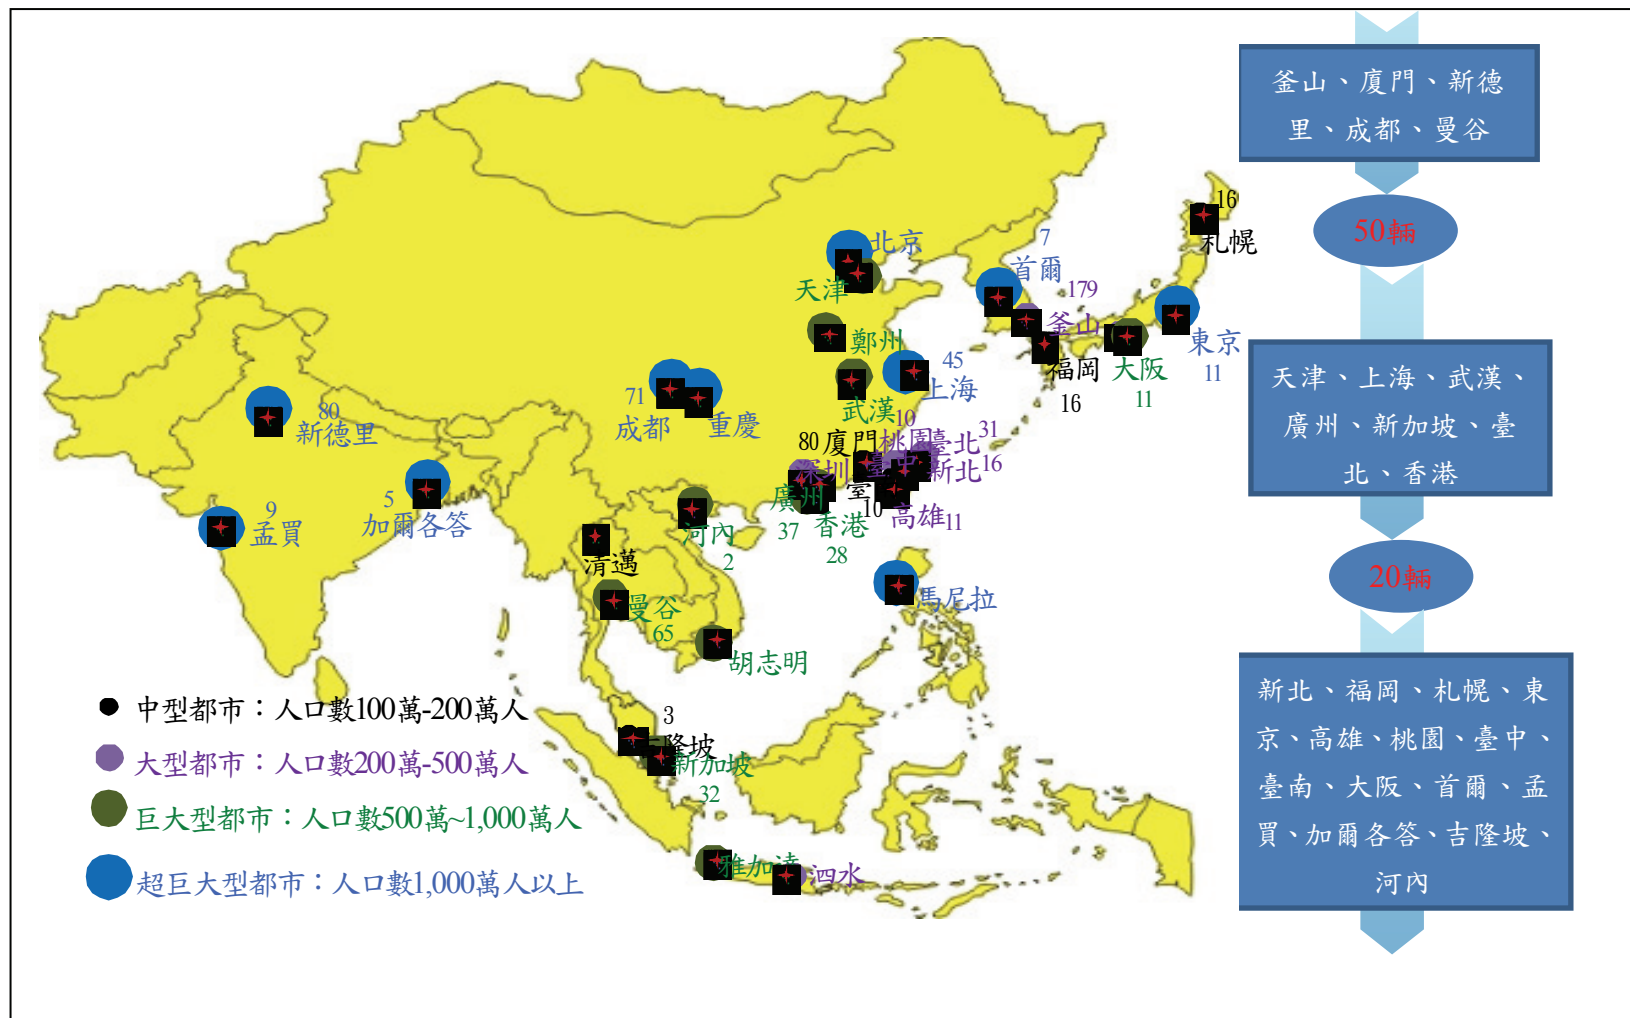 16
札幌
北京
天津
7
首爾
179
釜山
鄭州
福岡
16
大阪
11
東京
11
45
上海
武漢
71
成都
重慶
80
新德里
10
80
廈門
桃園
臺北
31
深圳
臺中
新北
16
臺
10
高雄
11
廣州
37
香港
28
5
加爾各答
9
孟買
河內
2
清邁
曼谷
65
胡志明
馬尼拉
3
隆坡
新加坡
32
雅加達
泗水
中型都市：人口數100萬-200萬人
大型都市：人口數200萬-500萬人
巨大型都市：人口數500萬~1,000萬人
超巨大型都市：人口數1,000萬人以上
釜山、廈門、新德
里、成都、曼谷
50輛
天津、上海、武漢、
廣州、新加坡、臺
北、香港
20輛
新北、福岡、札幌、東
京、高雄、桃園、臺中、
臺南、大阪、首爾、孟
買、加爾各答、吉隆坡、
河內